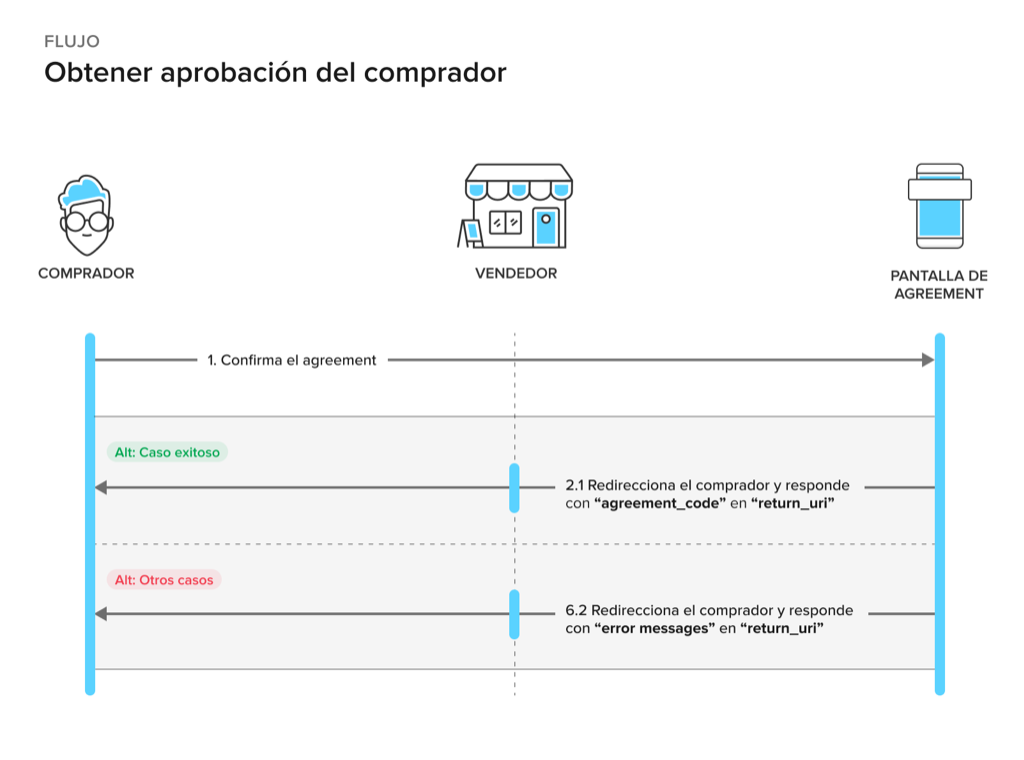 FLUJO
Obtener aprobación del comprador
COMPRADOR
VENDEDOR
PANTALLA DE
AGREEMENT
1. Confirma el agreement
Alt: Caso exitoso
2.1 Redirecciona el comprador y responde
con “agreement_code” en “return_uri”
Alt: Otros casos
6.2 Redirecciona el comprador y responde
con “error messages” en “return_uri”